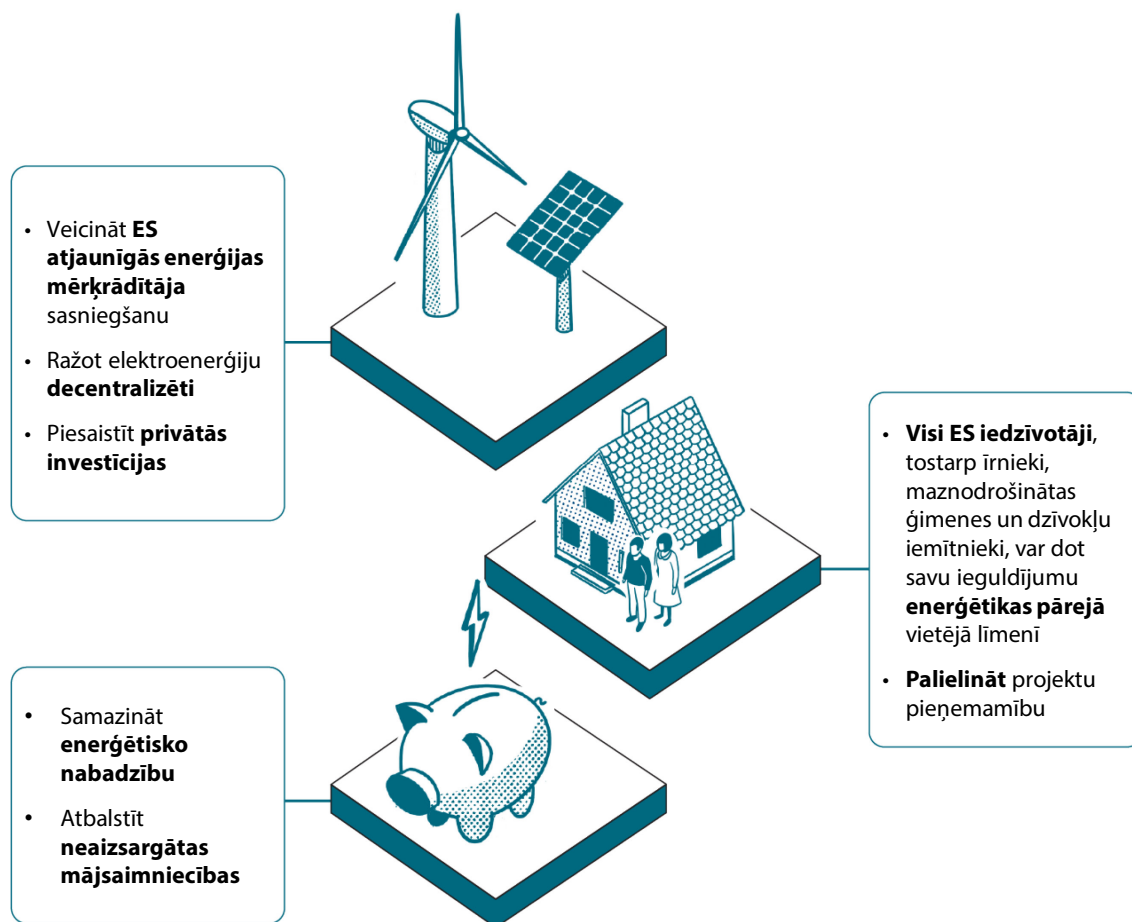 • Veicināt ES
atjaunīgās enerģijas
mērķrādītāja
sasniegšanu
• Ražot elektroenerģiju
decentralizēti
• Piesaistīt privātās
investīcijas
• Visi ES iedzīvotāji,
tostarp īrnieki,
maznodrošinātas
ģimenes un dzīvokļu
iemītnieki, var dot
savu ieguldījumu
enerģētikas pārejā
vietējā līmenī
• Palielināt projektu
pieņemamību
• Samazināt
enerģētisko
nabadzību
• Atbalstīt
neaizsargātas
mājsaimniecības